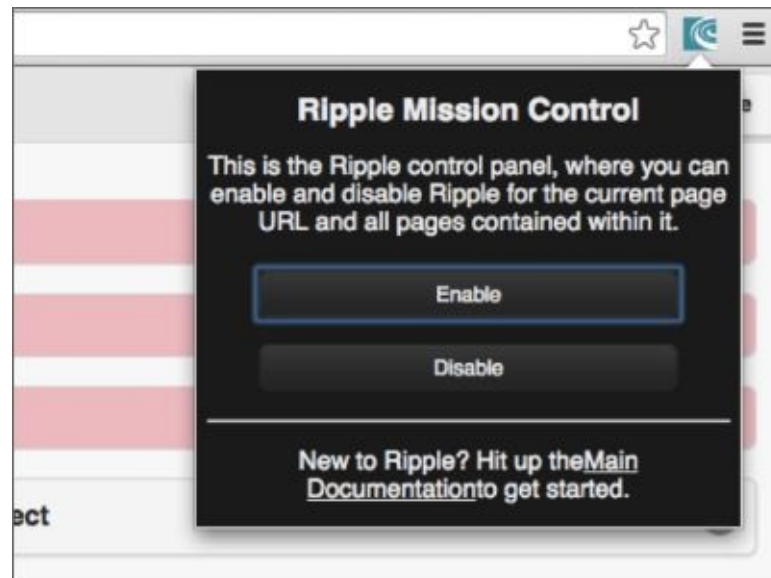 Ripple Mission Control
This is the Ripple control panel, where you can
enable and disable Ripple for the current page
URL and all pages contained within it.
Enable
Disable
New to Ripple? Hit up theMain
Documentationto get started.
ect